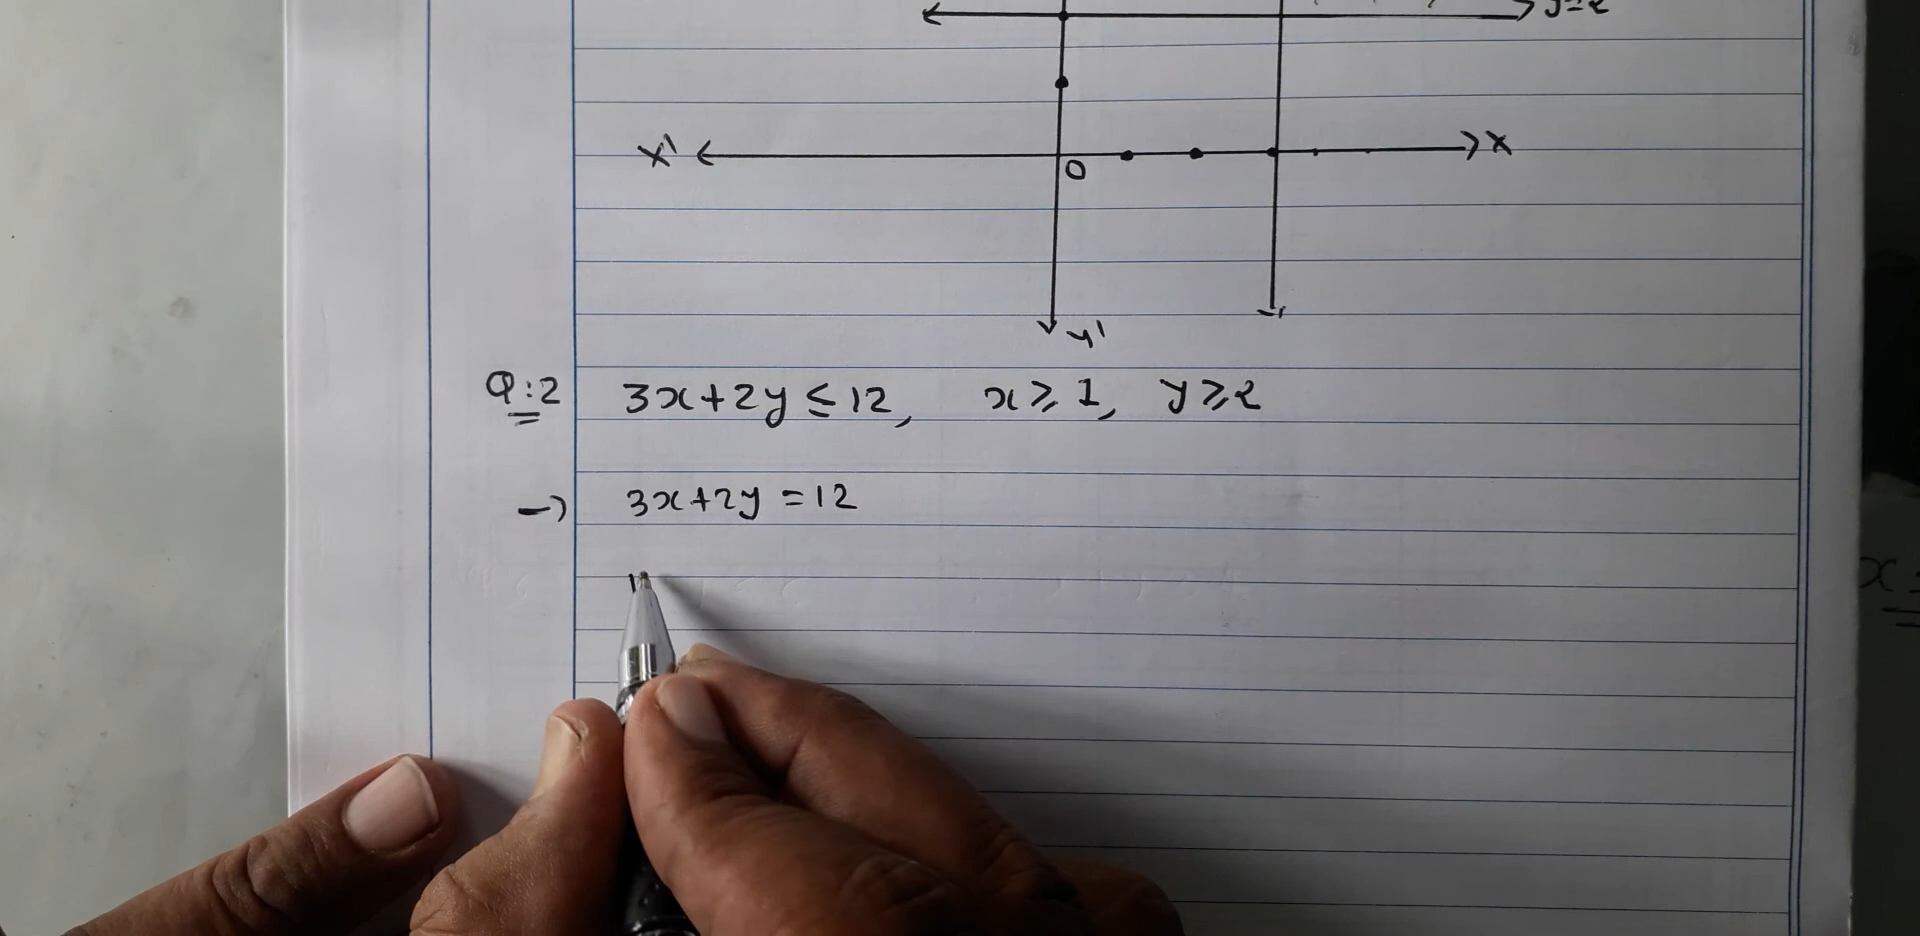 y=2
X' O X
y'
Q:2 3x+2y ≤ 12, x ≥ 1, y ≥ 2
→ 3x+2y = 12
x